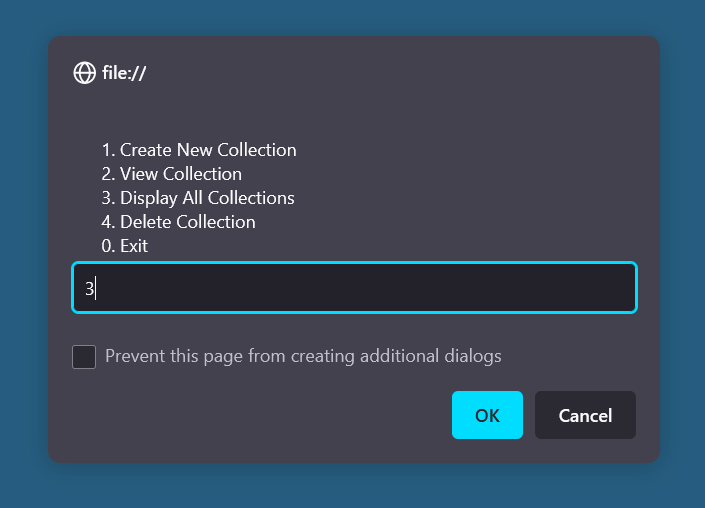 file://
1. Create New Collection
2. View Collection
3. Display All Collections
4. Delete Collection
0. Exit
3
Prevent this page from creating additional dialogs
OK
Cancel